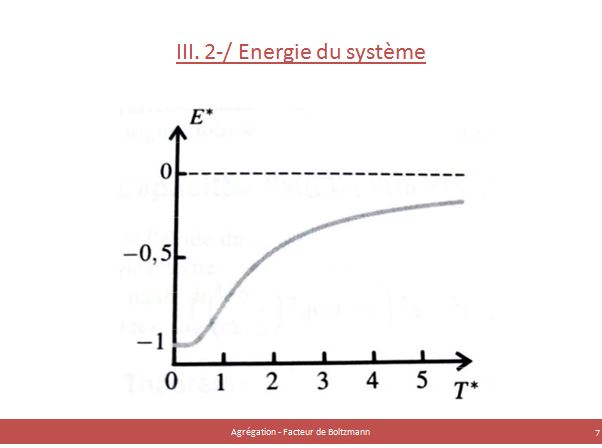 III. 2-/ Energie du système
E*
0
−0,5
−1
0 1 2 3 4 5 T*
Agrégation - Facteur de Boltzmann 7